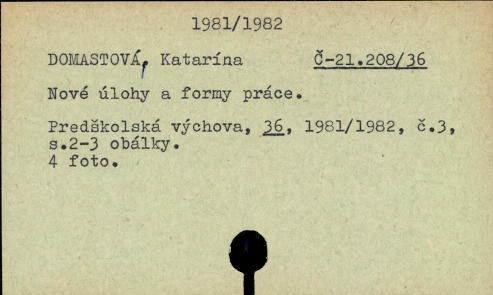 1981/1982
DOMASTOVÁ, Katarína Č-21.208/36
Nové úlohy a formy práce.
Predškolská výchova, 36, 1981/1982, č.3,
s.2-3 obálky.
4 foto.